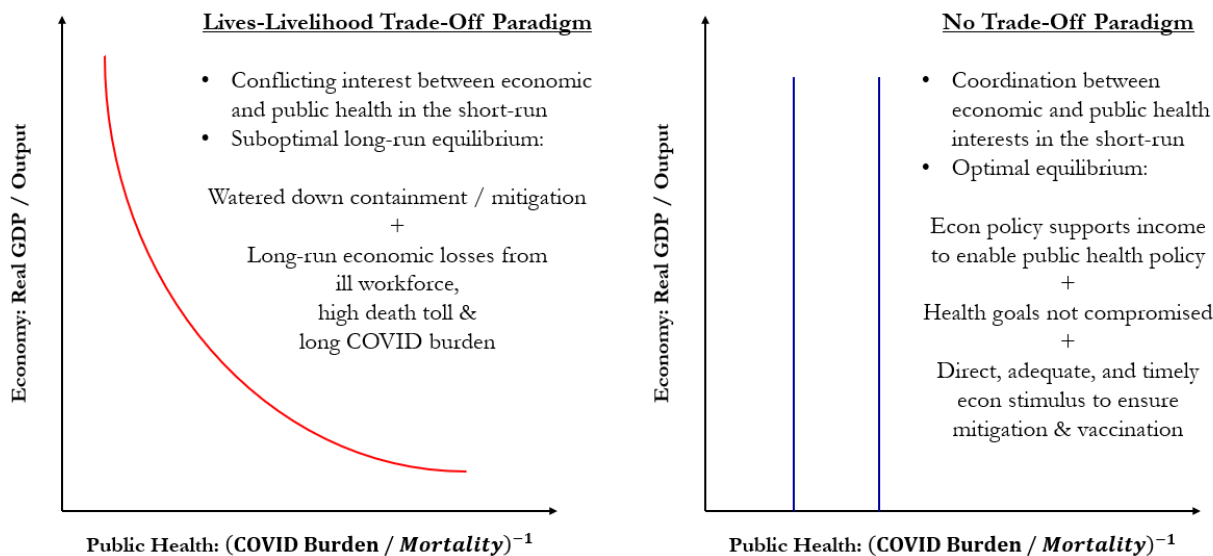 Lives-Livelihood Trade-Off Paradigm
• Conflicting interest between economic
and public health in the short-run
• Suboptimal long-run equilibrium:
Watered down containment / mitigation
+
Long-run economic losses from
ill workforce,
high death toll &
long COVID burden
Economy: Real GDP / Output
Public Health: (COVID Burden / Mortality)⁻¹
No Trade-Off Paradigm
• Coordination between
economic and public health
interests in the short-run
• Optimal equilibrium:
Econ policy supports income
to enable public health policy
+
Health goals not compromised
+
Direct, adequate, and timely
econ stimulus to ensure
mitigation & vaccination
Economy: Real GDP / Output
Public Health: (COVID Burden / Mortality)⁻¹